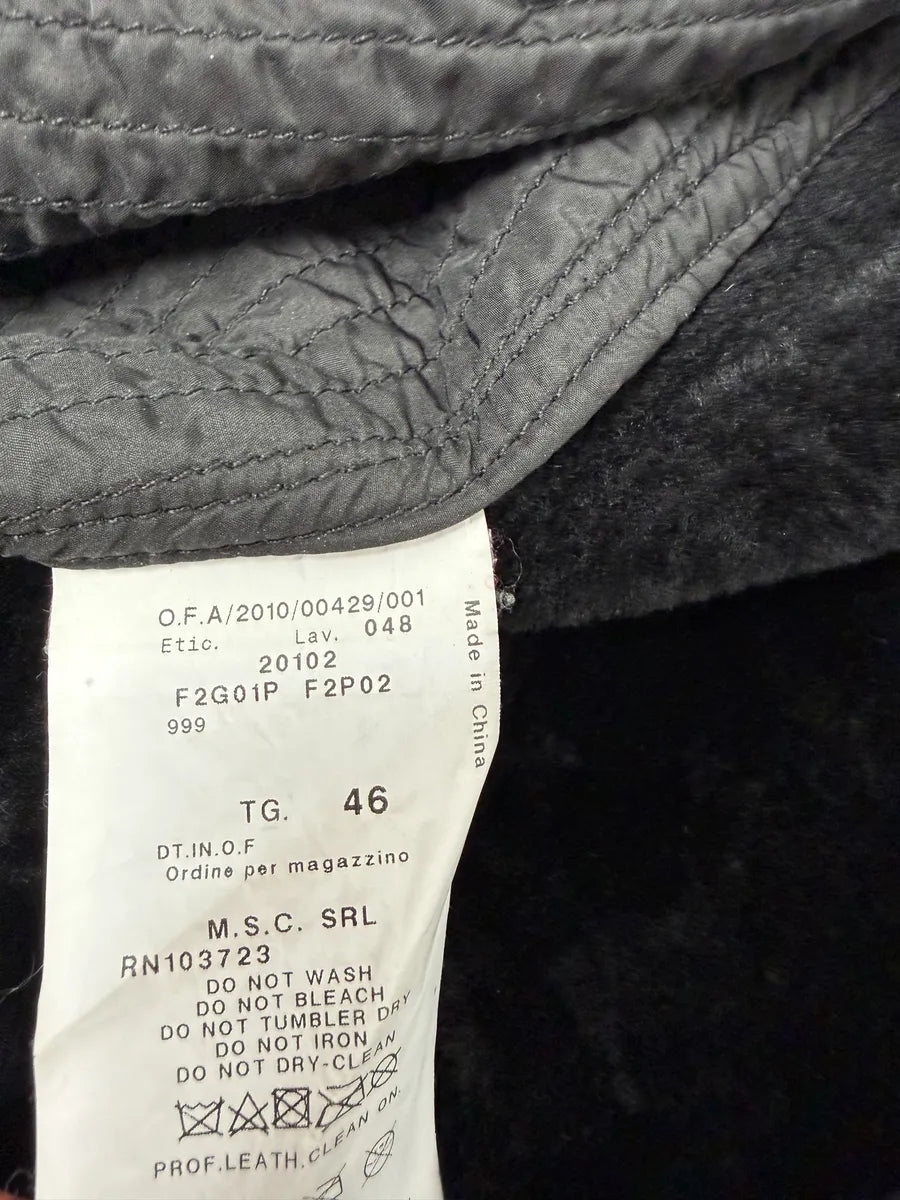 O.F.A/2010/00429/001
Etic. Lav. 048
20102
F2G01P F2P02
999
Made in China
TG. 46
DT.IN.O.F
Ordine per magazzino
M.S.C. SRL
RN103723
DO NOT WASH
DO NOT BLEACH
DO NOT TUMBLER DRY
DO NOT IRON
DO NOT DRY-CLEAN
PROF.LEATH.CLEAN ON.